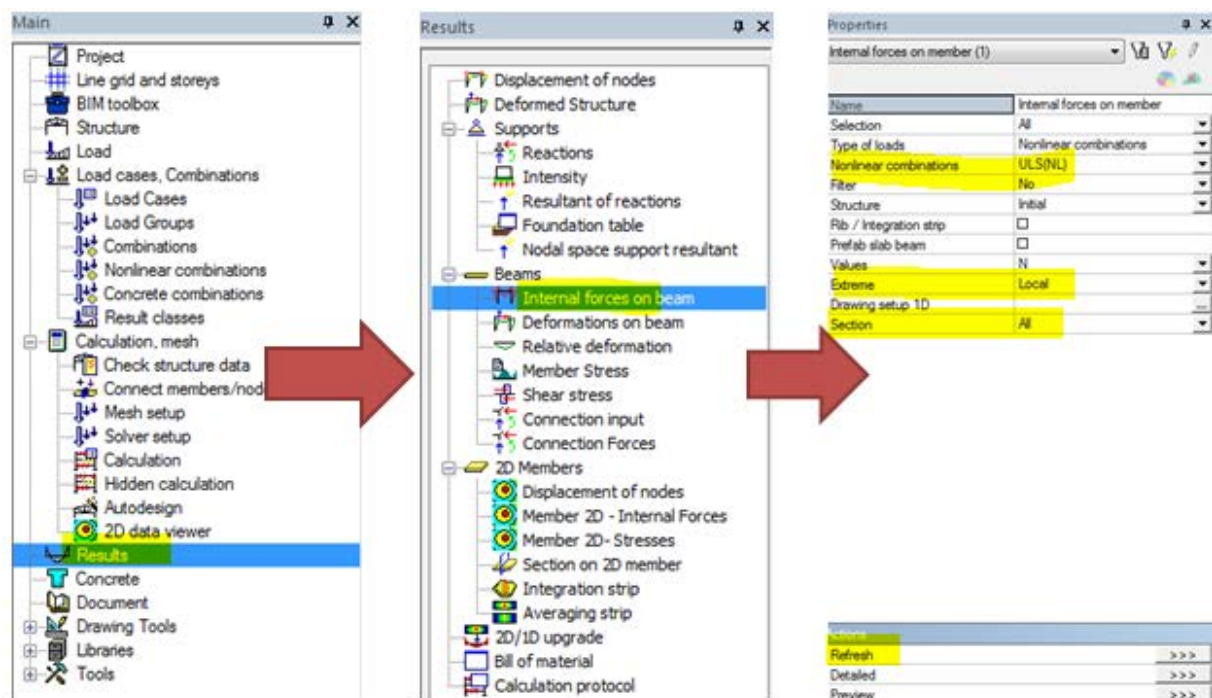 Main
Project
Line grid and storeys
BIM toolbox
Structure
Load
Load cases, Combinations
Load Cases
Load Groups
Combinations
Nonlinear combinations
Concrete combinations
Result classes
Calculation, mesh
Check structure data
Connect members/node
Mesh setup
Solver setup
Calculation
Hidden calculation
Autodesign
2D data viewer
Results
Concrete
Document
Drawing Tools
Libraries
Tools
Results
Displacement of nodes
Deformed Structure
Supports
Reactions
Intensity
Resultant of reactions
Foundation table
Nodal space support resultant
Beams
Internal forces on beam
Deformations on beam
Relative deformation
Member Stress
Shear stress
Connection input
Connection Forces
2D Members
Displacement of nodes
Member 2D - Internal Forces
Member 2D- Stresses
Section on 2D member
Integration strip
Averaging strip
2D/1D upgrade
Bill of material
Calculation protocol
Properties
Internal forces on member (1)
Name Internal forces on member
Selection All
Type of loads Nonlinear combinations
Nonlinear combinations ULS(NL)
Filter No
Structure Initial
Rib / Integration strip
Prefab slab beam
Values N
Extreme Local
Drawing setup 1D ...
Section All
Actions
Refresh >>>
Detailed >>>
Preview >>>